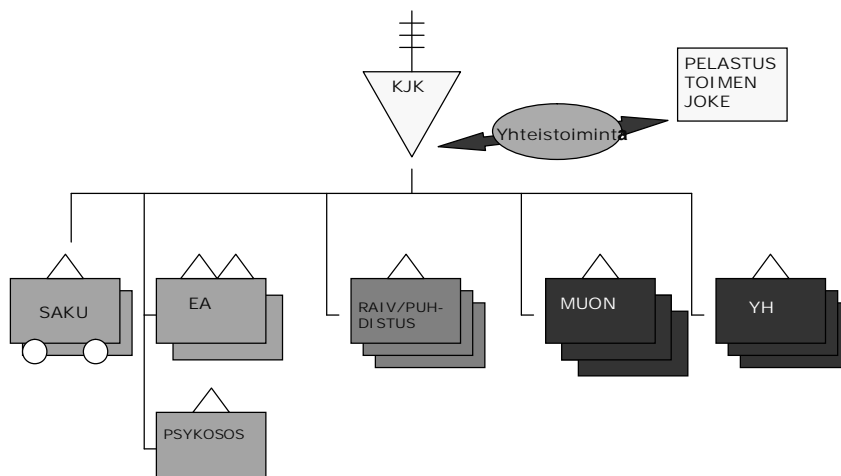 KJK
PELASTUS
TOIMEN
JOKE
Yhteistoiminta
SAKU
EA
RAIV/PUH-
DISTUS
MUON
YH
PSYKOSOS